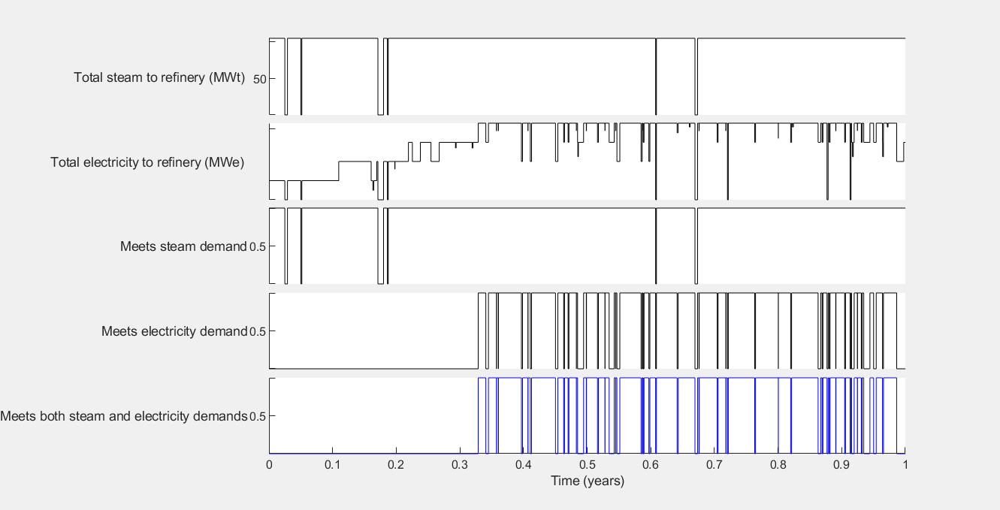 Total steam to refinery (MWt) 50
Total electricity to refinery (MWe)
Meets steam demand 0.5
Meets electricity demand 0.5
Meets both steam and electricity demands 0.5
0 0.1 0.2 0.3 0.4 0.5 0.6 0.7 0.8 0.9 1
Time (years)